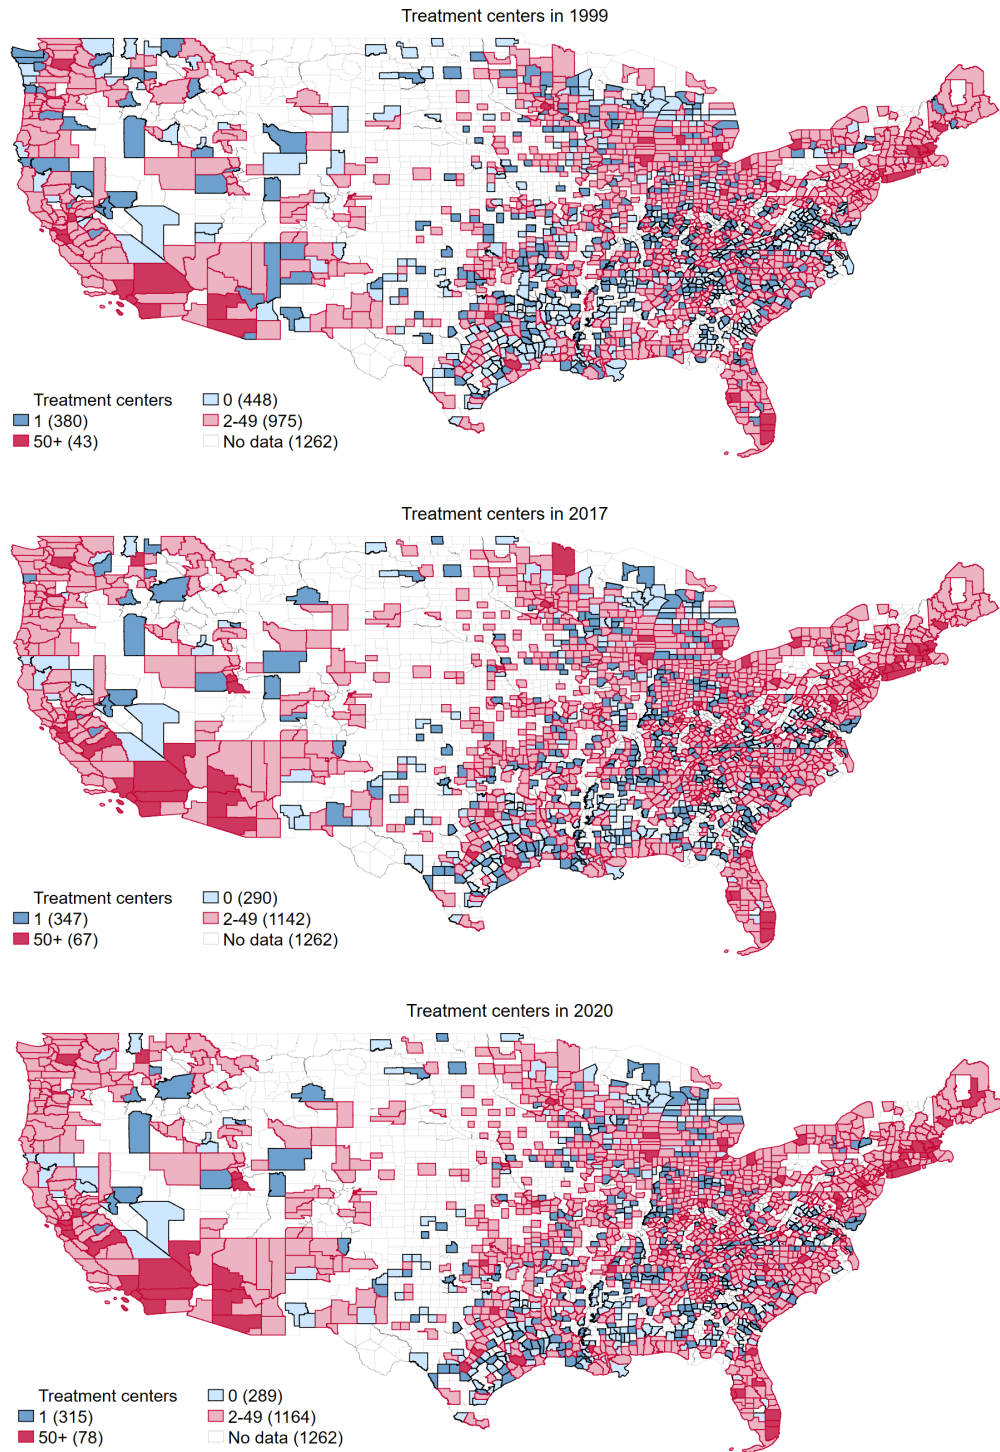 Treatment centers in 1999
Treatment centers 0 (448)
1 (380) 2-49 (975)
50+ (43) No data (1262)
Treatment centers in 2017
Treatment centers 0 (290)
1 (347) 2-49 (1142)
50+ (67) No data (1262)
Treatment centers in 2020
Treatment centers 0 (289)
1 (315) 2-49 (1164)
50+ (78) No data (1262)